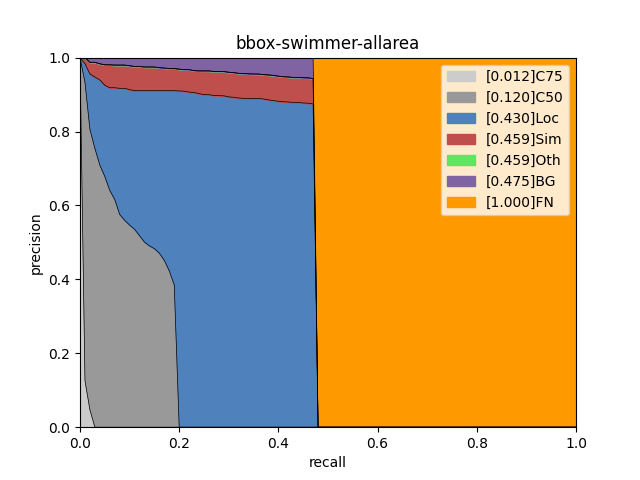 bbox-swimmer-allarea
1.0
0.8
0.6
0.4
0.2
0.0
precision
[0.012]C75
[0.120]C50
[0.430]Loc
[0.459]Sim
[0.459]Oth
[0.475]BG
[1.000]FN
0.0 0.2 0.4 0.6 0.8 1.0
recall